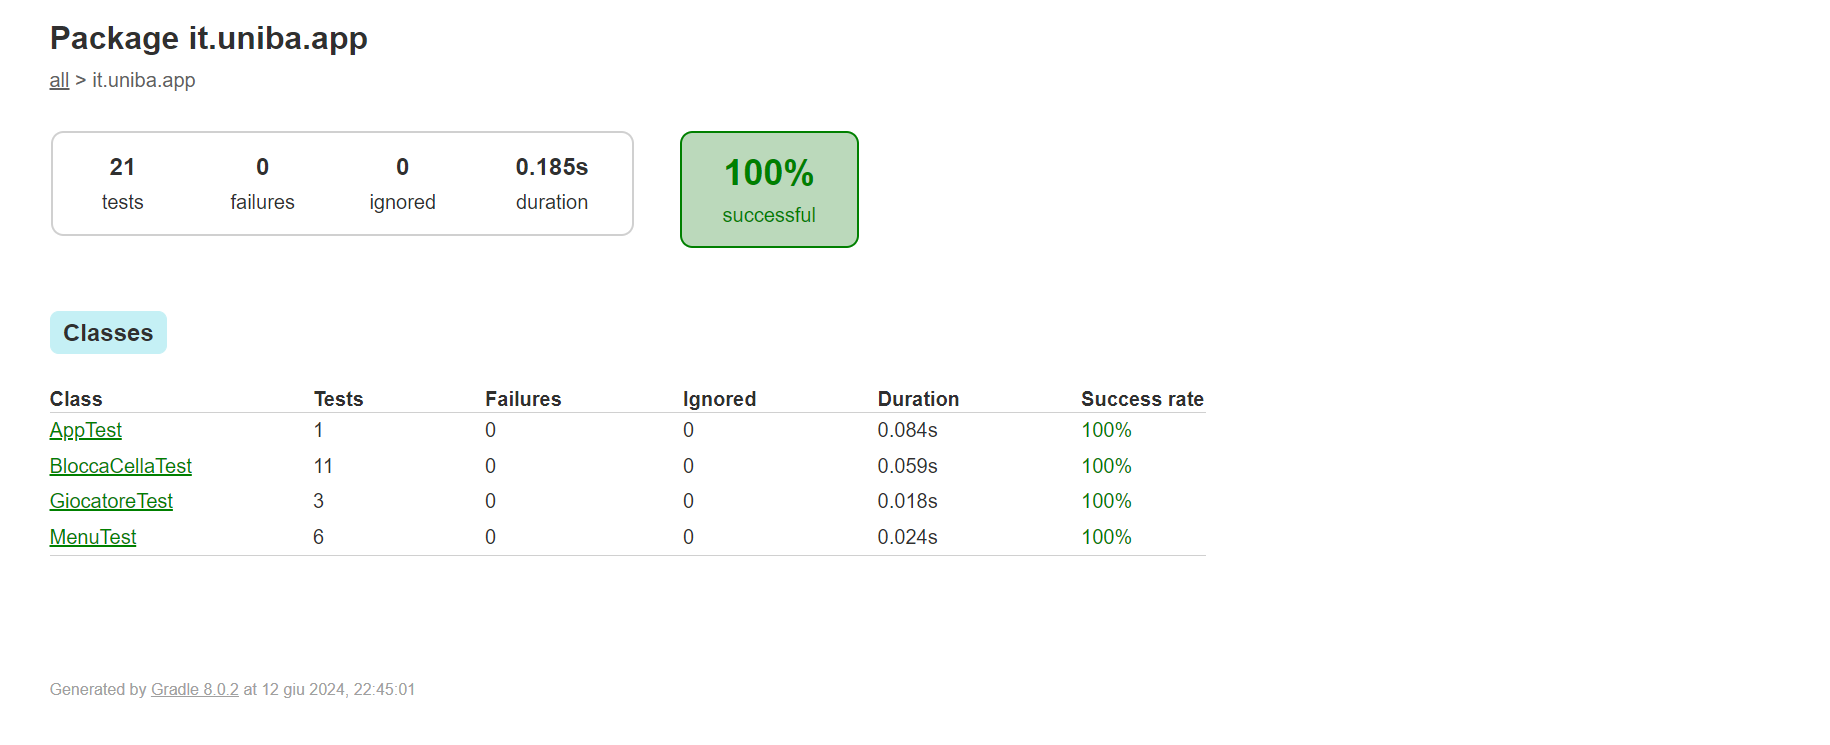 Package it.uniba.app
all > it.uniba.app
21 0 0 0.185s
tests failures ignored duration
100%
successful
Classes
Class Tests Failures Ignored Duration Success rate
AppTest 1 0 0 0.084s 100%
BloccaCellaTest 11 0 0 0.059s 100%
GiocatoreTest 3 0 0 0.018s 100%
MenuTest 6 0 0 0.024s 100%
Generated by Gradle 8.0.2 at 12 giu 2024, 22:45:01